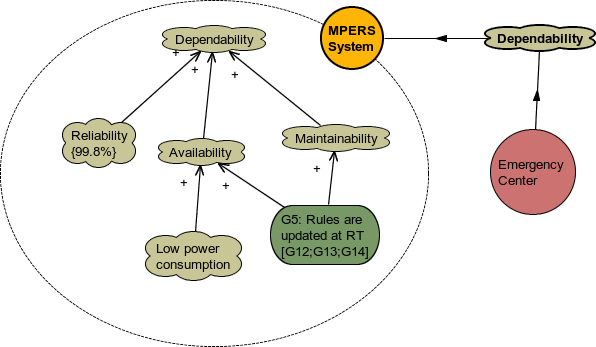 MPERS
System
Dependability
Dependability
+
+
+
Reliability
{99.8%}
Availability
Maintainability
+
+
+
Emergency
Center
G5: Rules are
updated at RT
[G12;G13;G14]
Low power
consumption